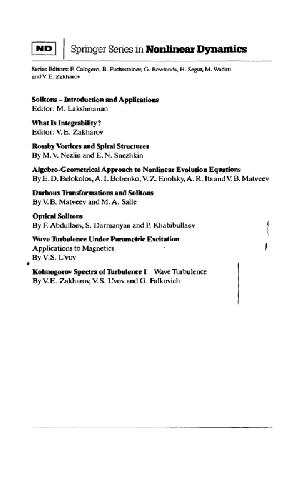 ND Springer Series in Nonlinear Dynamics
Series Editors: F. Calogero, B. Fuchssteiner, G. Rowlands, H. Segur, M. Wadati
and V. E. Zakharov
Solitons – Introduction and Applications
Editor: M. Lakshmanan
What Is Integrability?
Editor: V. E. Zakharov
Rossby Vortices and Spiral Structures
By M. V. Nezlin and E. N. Snezhkin
Algebro-Geometrical Approach to Nonlinear Evolution Equations
By E. D. Belokolos, A. I. Bobenko, V. Z. Enolsky, A. R. Its and V. B. Matveev
Darboux Transformations and Solitons
By V. B. Matveev and M. A. Salle
Optical Solitons
By F. Abdullaev, S. Darmanyan and P. Khabibullaev
Wave Turbulence Under Parametric Excitation
Applications to Magnetics
By V. S. L'vov
Kolmogorov Spectra of Turbulence I Wave Turbulence
By V. E. Zakharov, V. S. L'vov and G. Falkovich